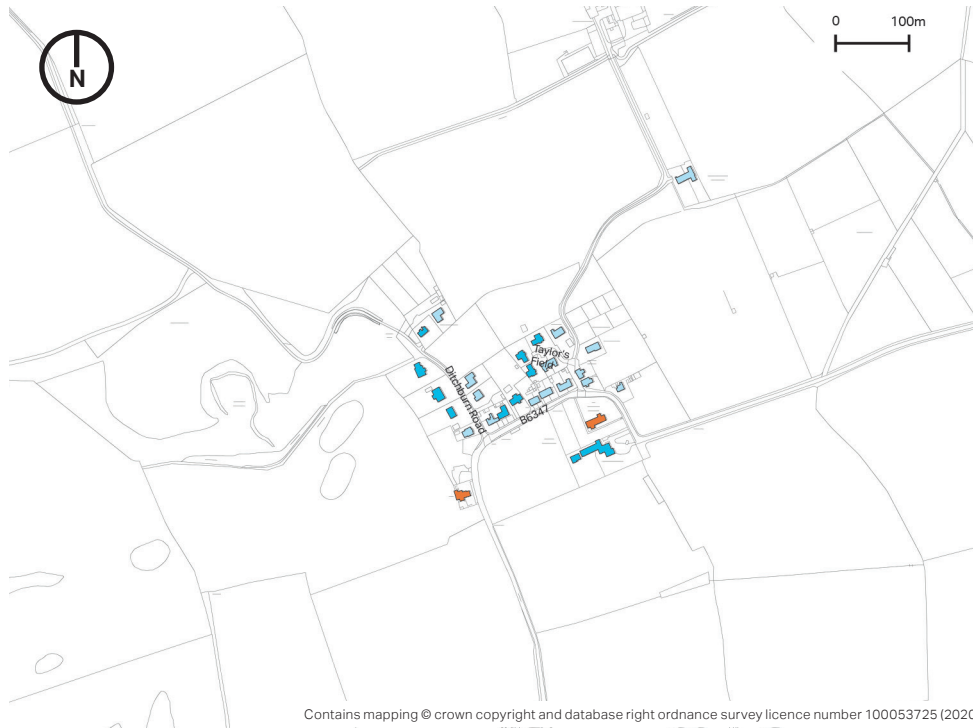 N
0 100m
Taylor's
Field
Ditchburn Road
B6347
Contains mapping © crown copyright and database right ordnance survey licence number 100053725 (2020